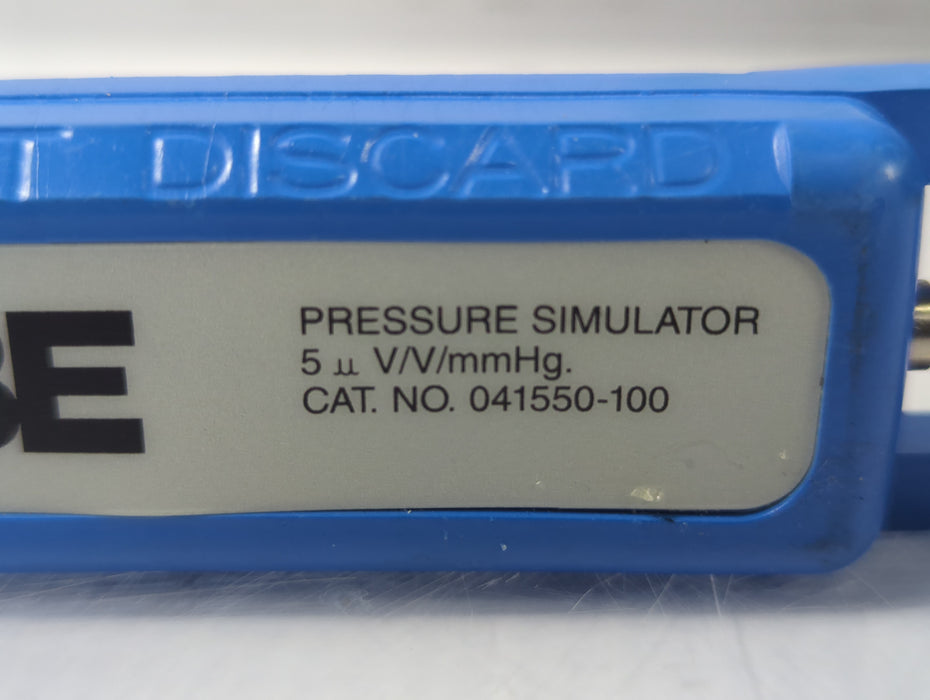 T DISCARD
BE
PRESSURE SIMULATOR
5 µ V/V/mmHg.
CAT. NO. 041550-100